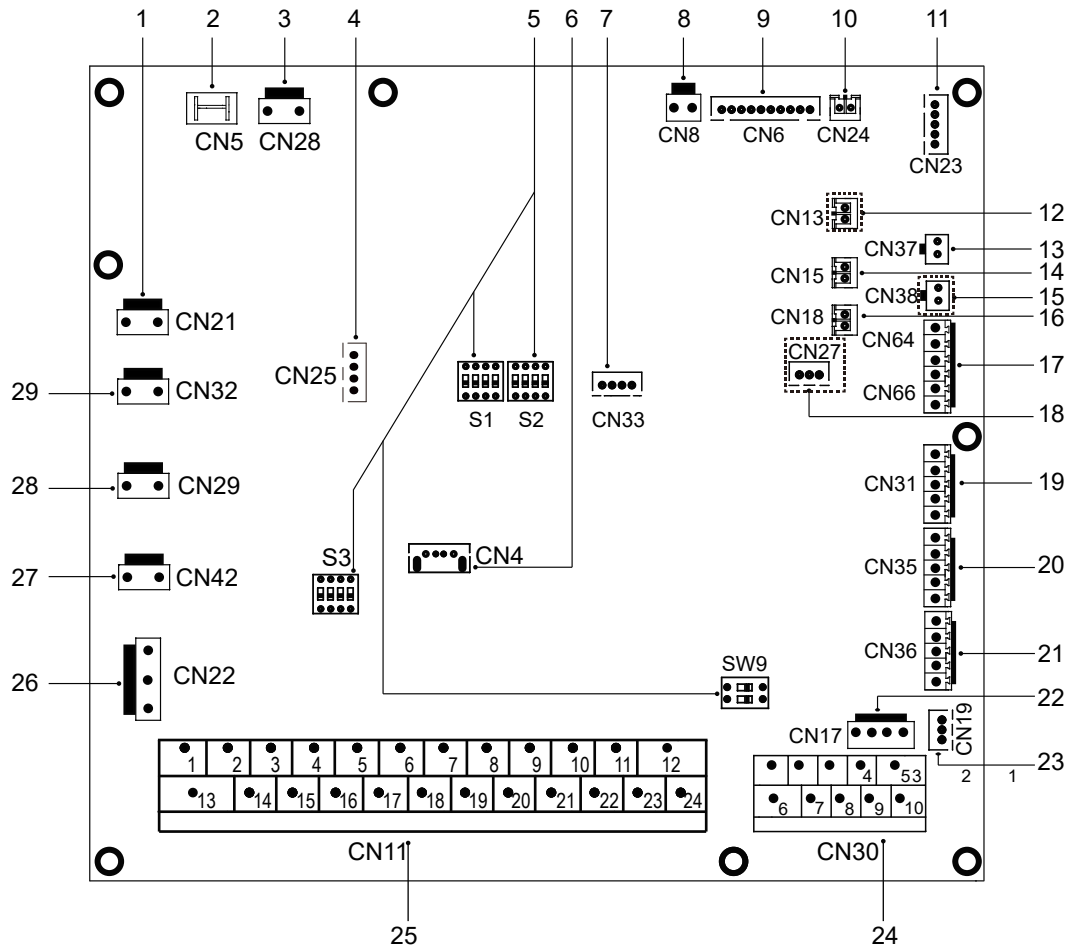 1 2 3 4 5 6 7 8 9 10 11
CN5 CN28 CN8 CN6 CN24
CN23
CN13 12
CN37 13
CN15 14
CN38 15
CN18 16
CN21
CN64
CN27
CN25
17
29 CN32 CN66
S1 S2 CN33 18
28 CN29 CN31 19
S3 CN4
27 CN42 CN35 20
CN36 21
26 CN22 SW9
22
CN17 CN19
1 2 3 4 5 6 7 8 9 10 11 12
4 53 2 1 23
13 14 15 16 17 18 19 20 21 22 23 24
6 7 8 9 10
CN11 CN30
25 24